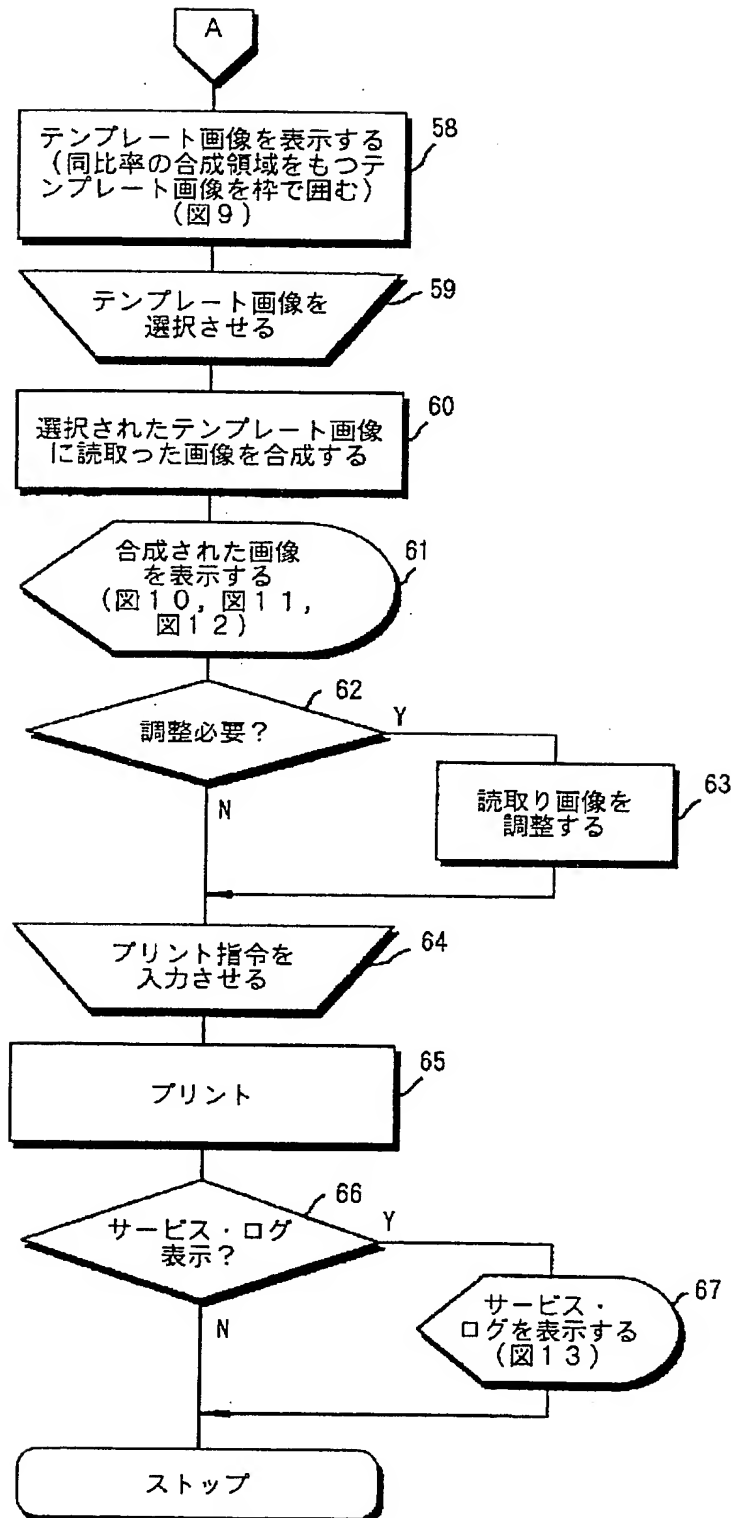 A
テンプレート画像を表示する
（同比率の合成領域をもつテ
ンプレート画像を枠で囲む）
（図９）
58
テンプレート画像を
選択させる
59
選択されたテンプレート画像
に読取った画像を合成する
60
合成された画像
を表示する
（図１０，図１１，
図１２）
61
調整必要？
62
Y
N
読取り画像を
調整する
63
プリント指令を
入力させる
64
プリント
65
サービス・ログ
表示？
66
Y
N
サービス・
ログを表示する
（図１３）
67
ストップ